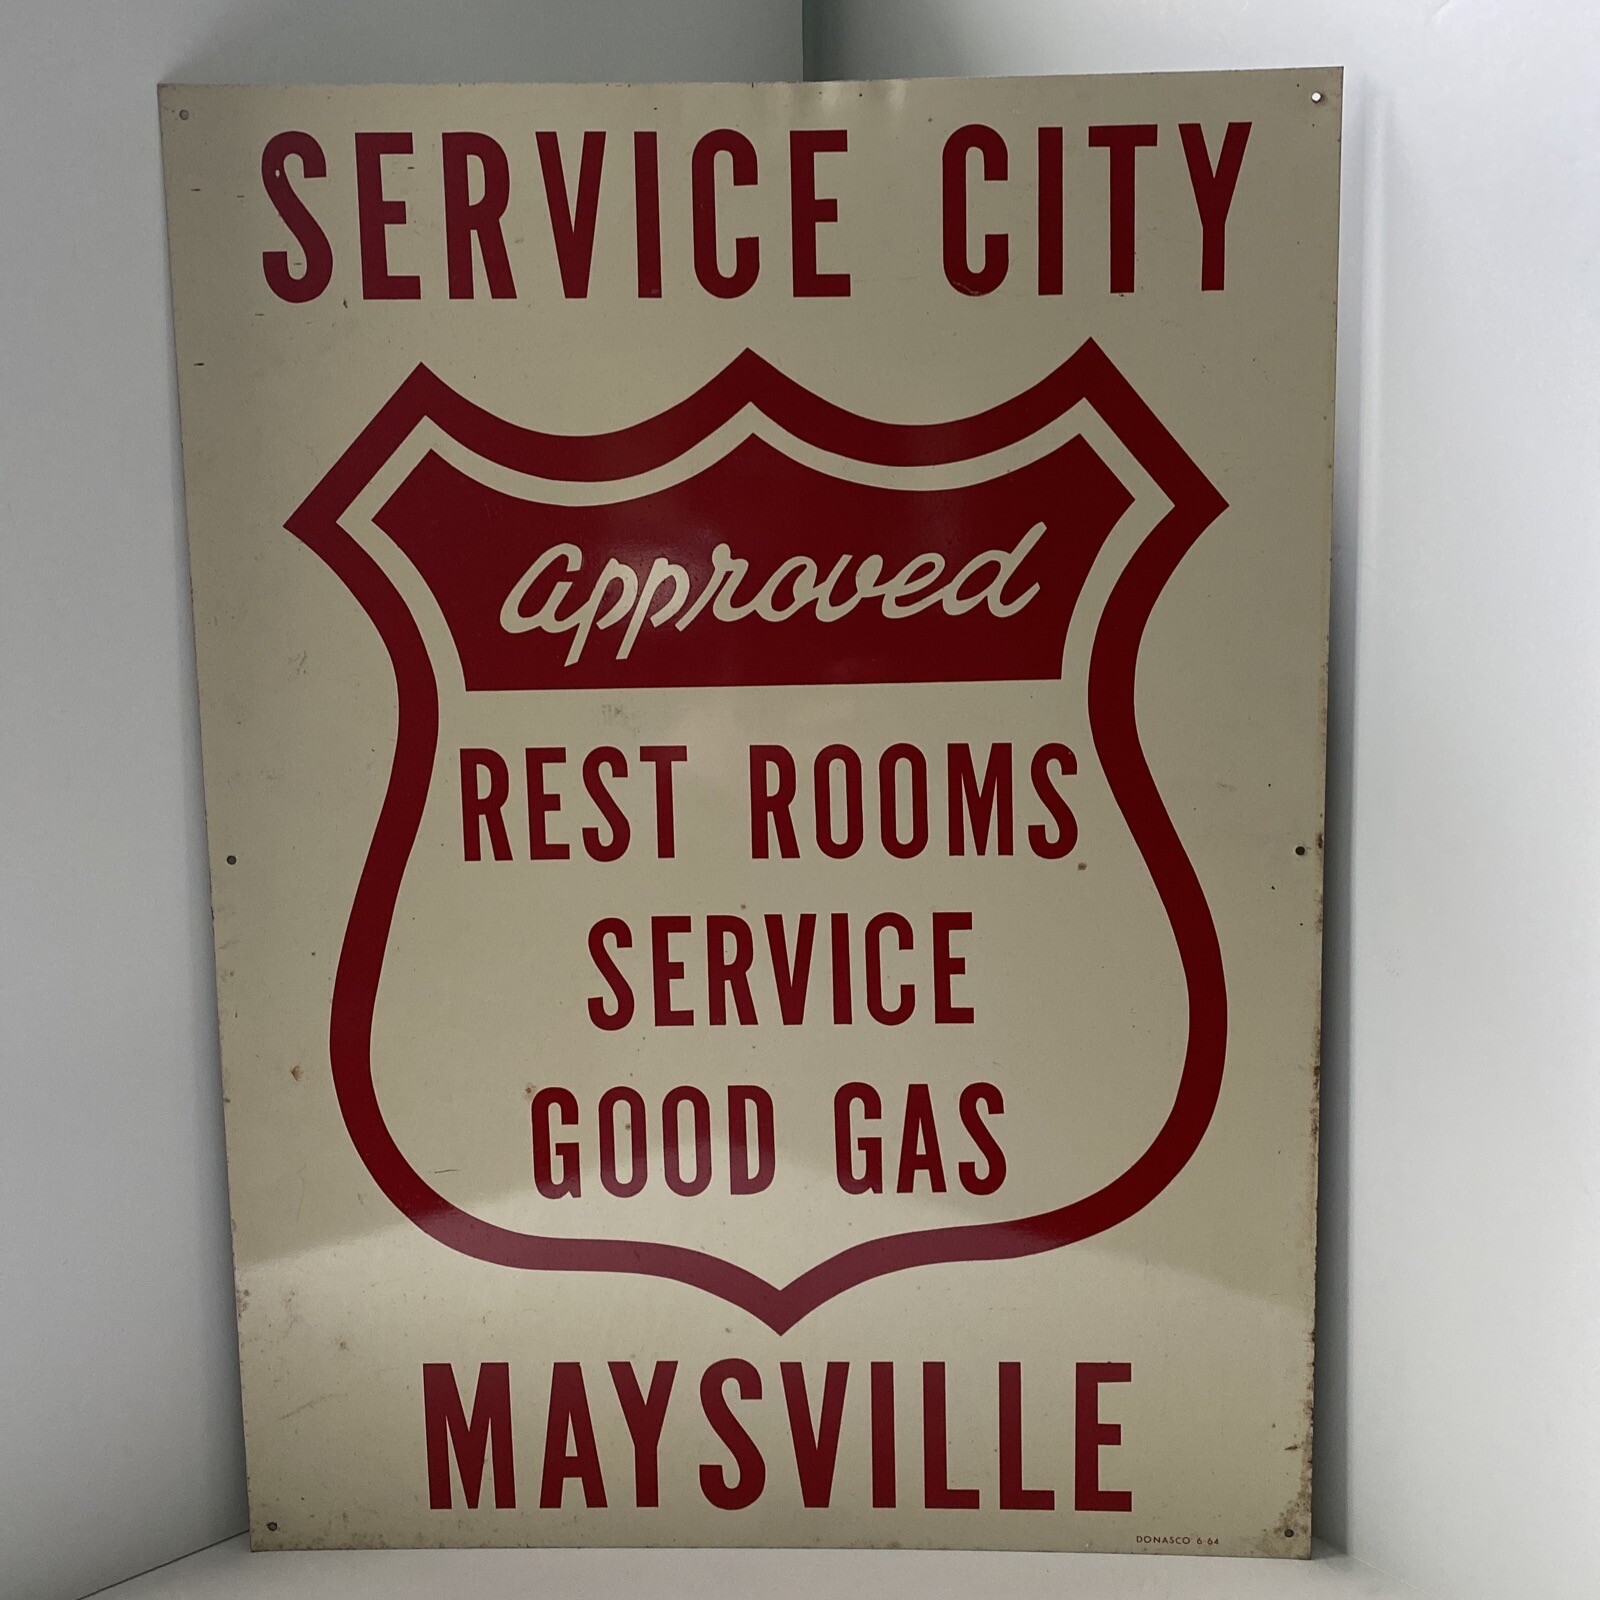 SERVICE CITY
approved
REST ROOMS
SERVICE
GOOD GAS
MAYSVILLE
DONASCO 6 64